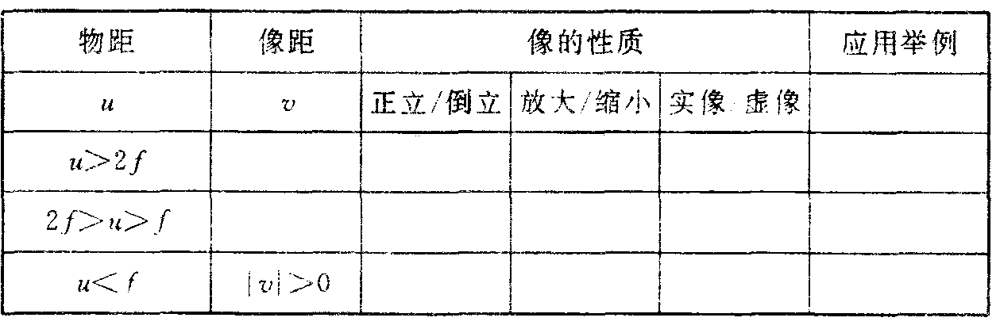 物距 像距 像的性质 应用举例
u v 正立/倒立 放大/缩小 实像 虚像
u>2f
2f>u>f
u<f |v|>0